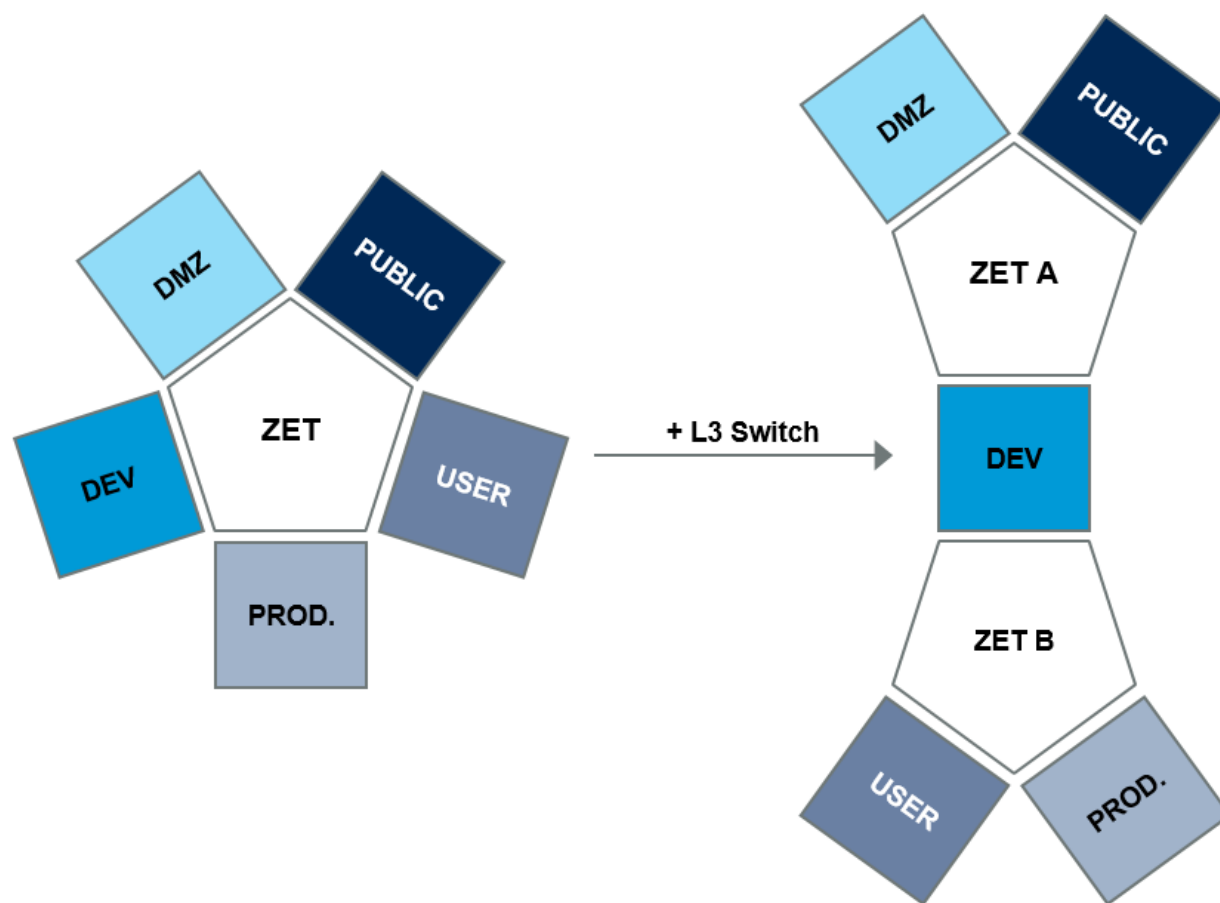 DMZ
PUBLIC
ZET
DEV
USER
PROD.
+ L3 Switch
DMZ
PUBLIC
ZET A
DEV
ZET B
USER
PROD.